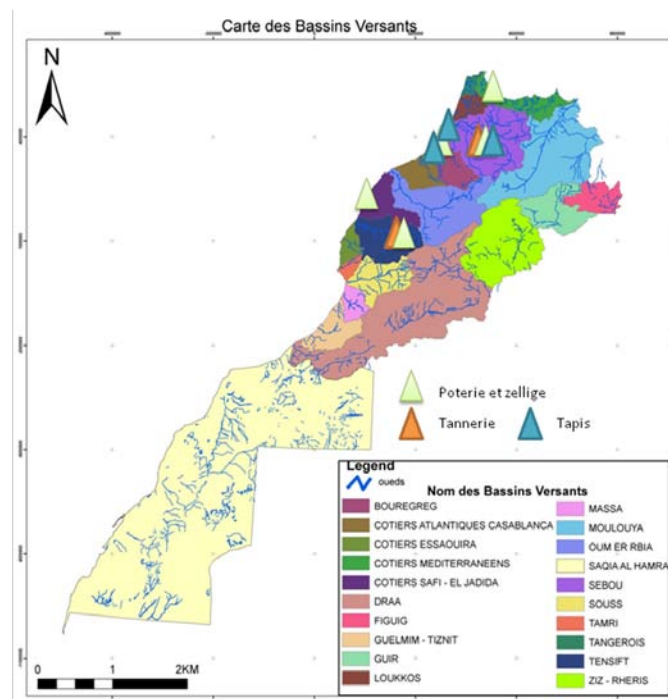 Carte des Bassins Versants
N
Poterie et zellige
Tannerie
Tapis
Legend
oueds
Nom des Bassins Versants
BOUREGREG
COTIERS ATLANTIQUES CASABLANCA
COTIERS ESSAOUIRA
COTIERS MEDITERRANEENS
COTIERS SAFI - EL JADIDA
DRAA
FIGUIG
GUELMIM - TIZNIT
GUIR
LOUKKOS
MASSA
MOULOUYA
OUM ER RBIA
SAQIA AL HAMRA
SEBOU
SOUSS
TAMRI
TANGEROIS
TENSIFT
ZIZ - RHERIS
0 1 2KM